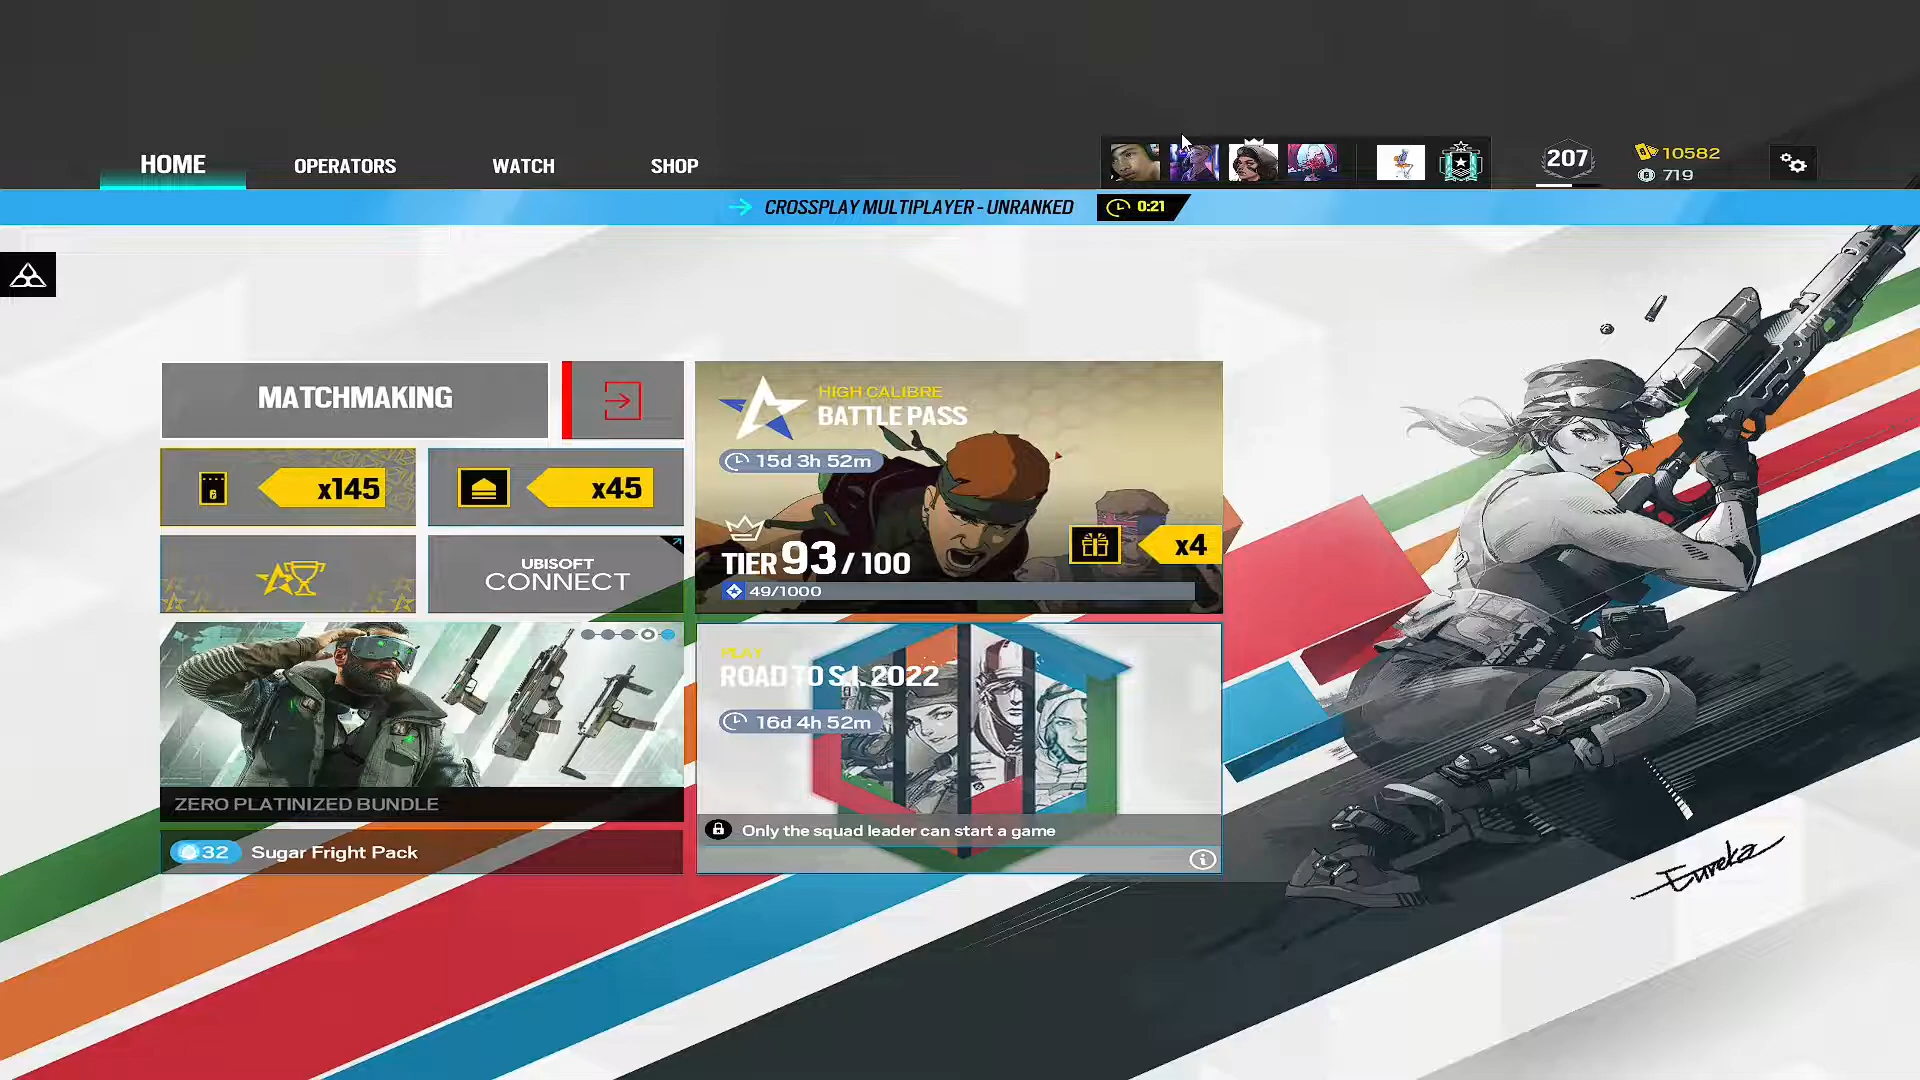 HOME
OPERATORS
WATCH
SHOP
207
10582
719
CROSSPLAY MULTIPLAYER - UNRANKED
0:21
MATCHMAKING
x145
x45
UBISOFT
CONNECT
HIGH CALIBRE
BATTLE PASS
15d 3h 52m
TIER 93 / 100
x4
49/1000
ZERO PLATINIZED BUNDLE
32 Sugar Fright Pack
PLAY
ROAD TO S.I. 2022
16d 4h 52m
Only the squad leader can start a game
Eureka